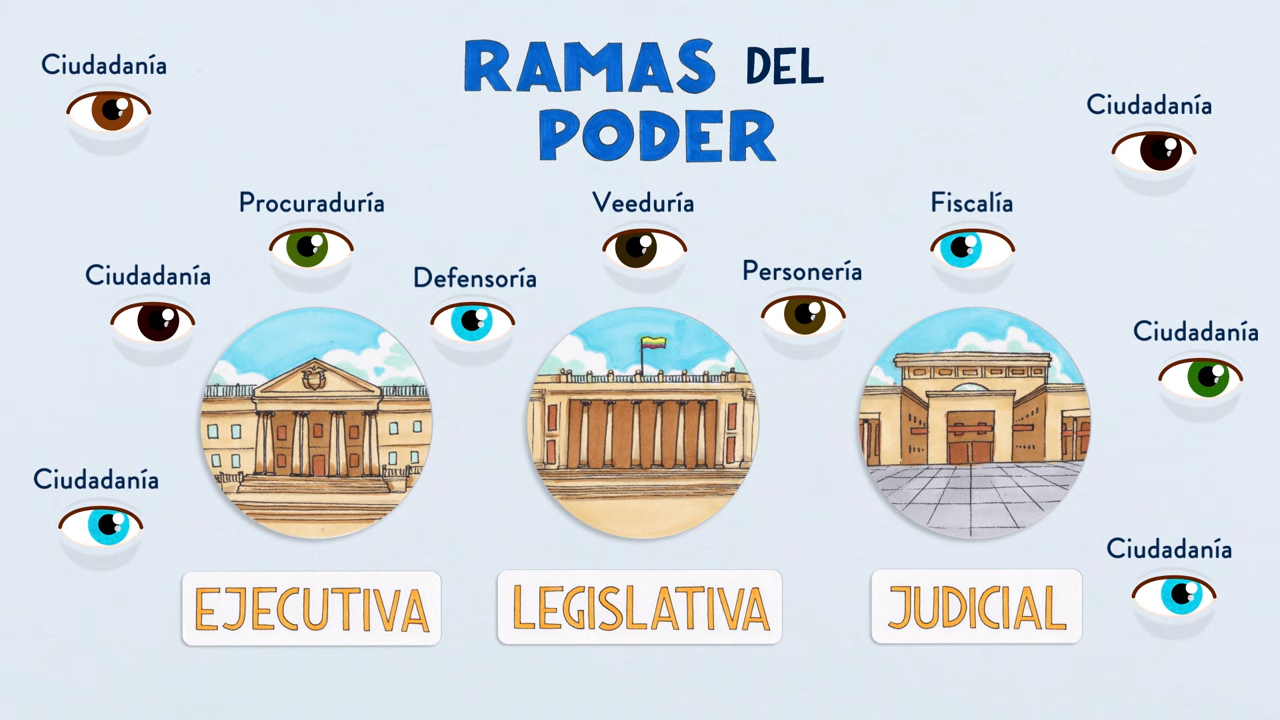 RAMAS DEL
PODER
Ciudadanía
Ciudadanía
Procuraduría
Veeduría
Fiscalía
Ciudadanía
Defensoría
Personería
Ciudadanía
Ciudadanía
Ciudadanía
EJECUTIVA
LEGISLATIVA
JUDICIAL